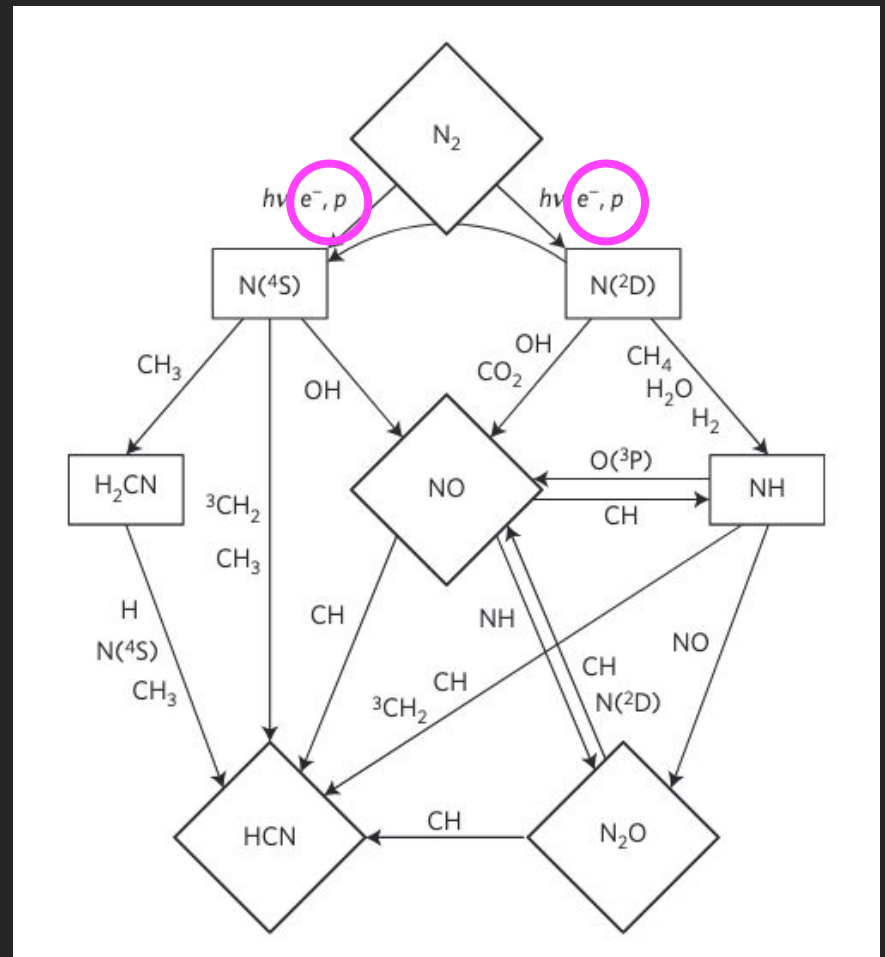 N₂
hν e⁻, p
hν e⁻, p
N(⁴S)
N(²D)
CH₃
OH
OH
CO₂
CH₄
H₂O
H₂
H₂CN
³CH₂
CH₃
NO
O(³P)
CH
NH
H
N(⁴S)
CH₃
CH
NH
CH
³CH₂
CH
N(²D)
NO
HCN
CH
N₂O